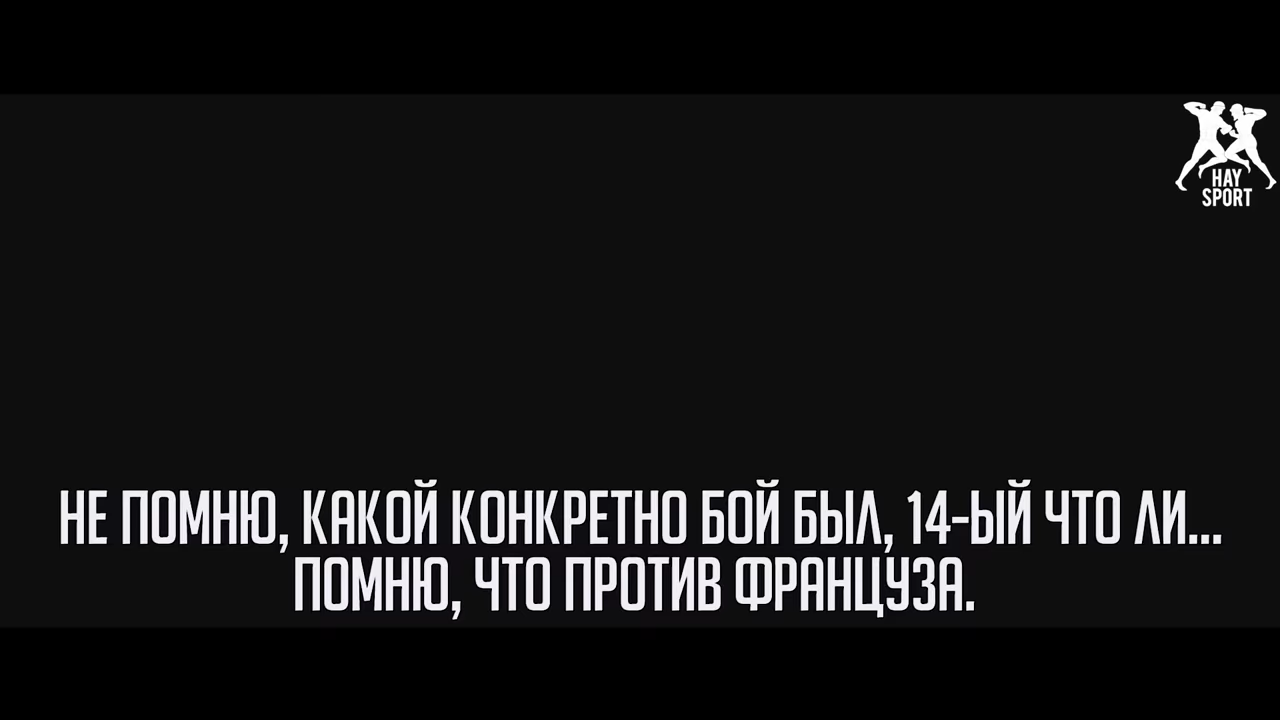 HAY
SPORT
НЕ ПОМНЮ, КАКОЙ КОНКРЕТНО БОЙ БЫЛ, 14-ЫЙ ЧТО ЛИ...
ПОМНЮ, ЧТО ПРОТИВ ФРАНЦУЗА.